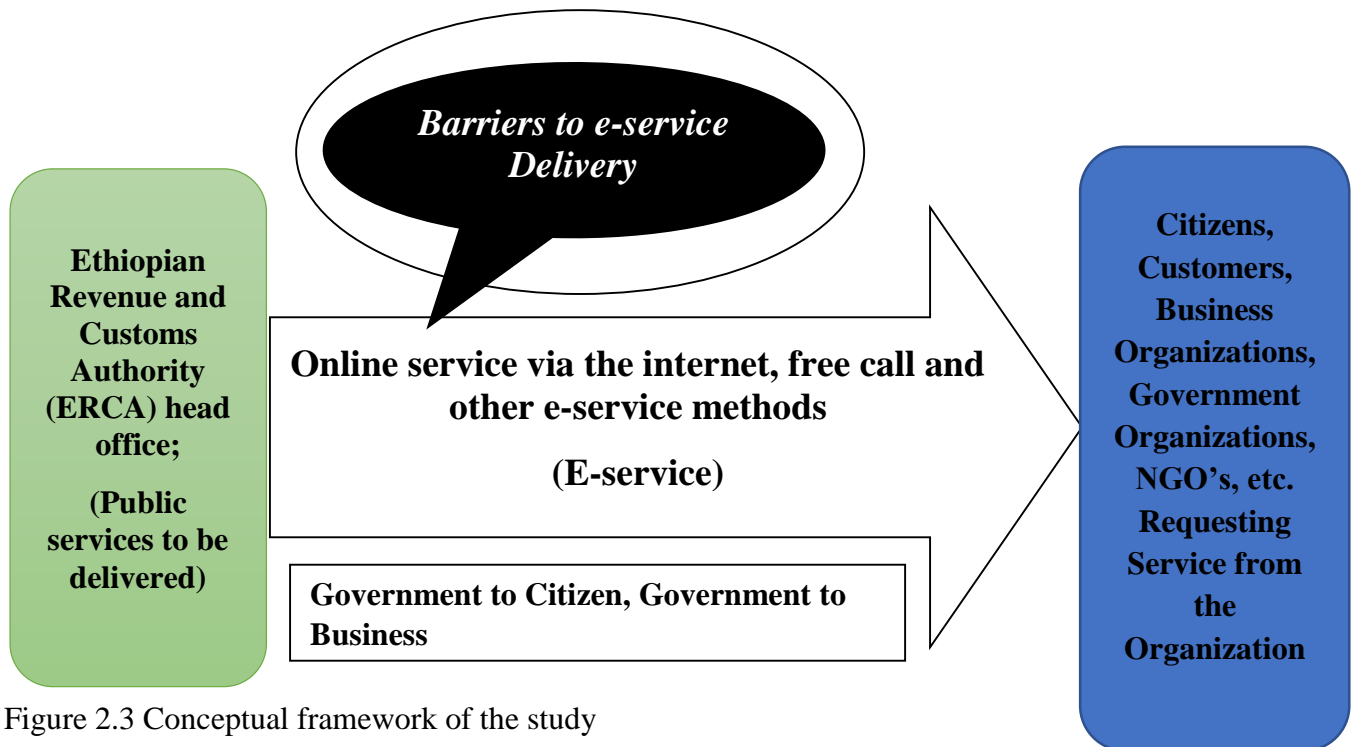 Barriers to e-service
Delivery
Ethiopian
Revenue and
Customs
Authority
(ERCA) head
office;
(Public
services to be
delivered)
Online service via the internet, free call and
other e-service methods
(E-service)
Government to Citizen, Government to
Business
Citizens,
Customers,
Business
Organizations,
Government
Organizations,
NGO’s, etc.
Requesting
Service from
the
Organization
Figure 2.3 Conceptual framework of the study